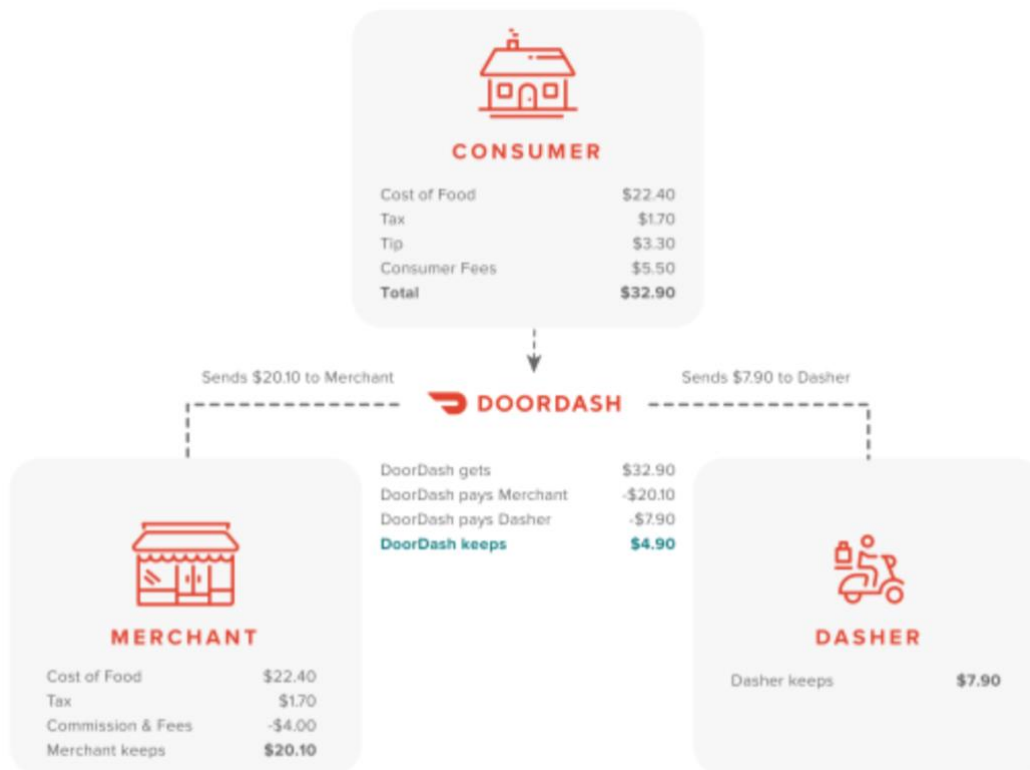 CONSUMER
Cost of Food $22.40
Tax $1.70
Tip $3.30
Consumer Fees $5.50
Total $32.90
Sends $20.10 to Merchant
Sends $7.90 to Dasher
DOORDASH
DoorDash gets $32.90
DoorDash pays Merchant -$20.10
DoorDash pays Dasher -$7.90
DoorDash keeps $4.90
MERCHANT
Cost of Food $22.40
Tax $1.70
Commission & Fees -$4.00
Merchant keeps $20.10
DASHER
Dasher keeps $7.90